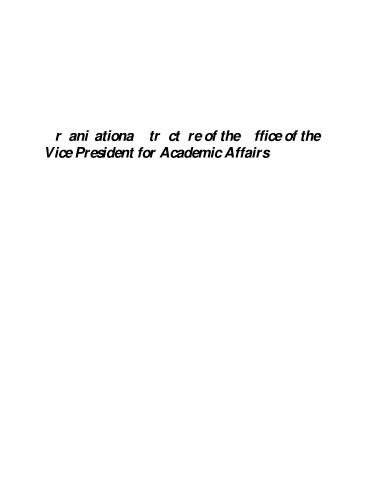 r ani ationa tr ct re of the ffice of the
Vice President for Academic Affairs